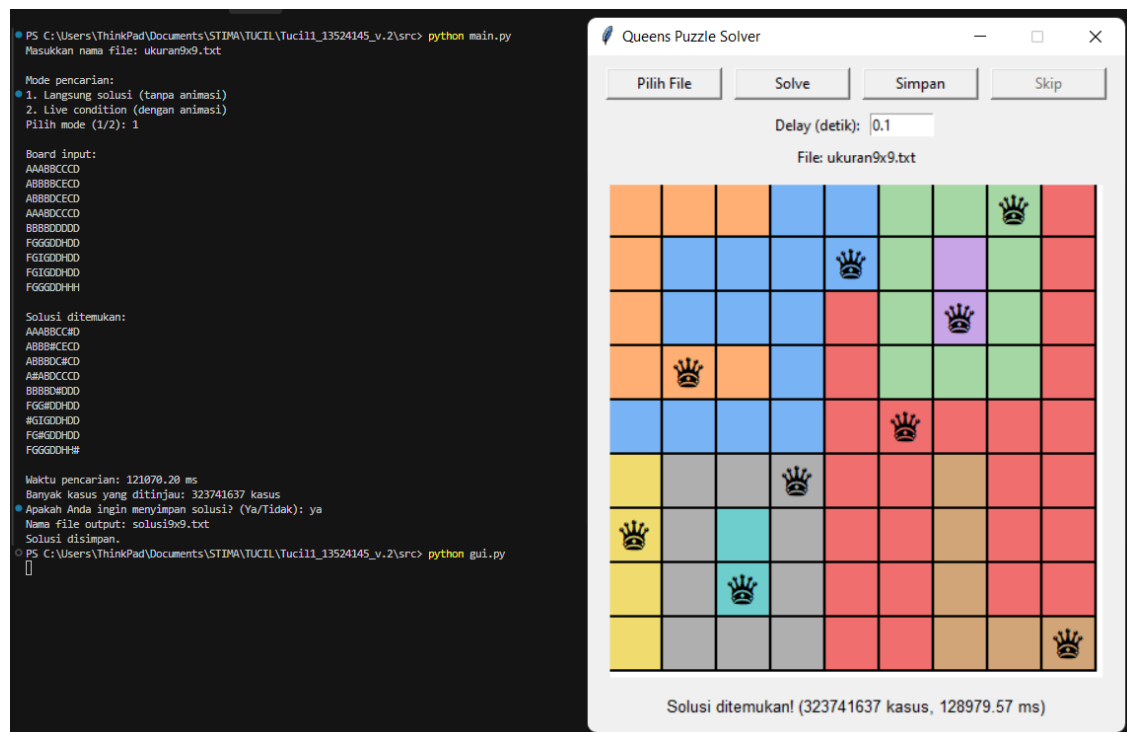 PS C:\Users\ThinkPad\Documents\STIMA\TUCIL\Tucil1_13524145_v.2\src> python main.py
Masukkan nama file: ukuran9x9.txt
Mode pencarian:
1. Langsung solusi (tanpa animasi)
2. Live condition (dengan animasi)
Pilih mode (1/2): 1
Board input:
AAABBCCCD
ABBBBCECD
ABBBDCECD
AAABDCCCD
BBBBDDDDD
FGGGDDHDD
FGIGDDHDD
FGIGDDHDD
FGGGDDHHH
Solusi ditemukan:
AAABBCC#D
ABBB#CECD
ABBBDC#CD
A#ABDCCCD
BBBBD#DDD
FGG#DDHDD
#GIGDDHDD
FG#GDDHDD
FGGGDDHH#
Waktu pencarian: 121070.20 ms
Banyak kasus yang ditinjau: 323741637 kasus
Apakah Anda ingin menyimpan solusi? (Ya/Tidak): ya
Nama file output: solusi9x9.txt
Solusi disimpan.
PS C:\Users\ThinkPad\Documents\STIMA\TUCIL\Tucil1_13524145_v.2\src> python gui.py
Queens Puzzle Solver
Pilih File Solve Simpan Skip
Delay (detik): 0.1
File: ukuran9x9.txt
Solusi ditemukan! (323741637 kasus, 128979.57 ms)